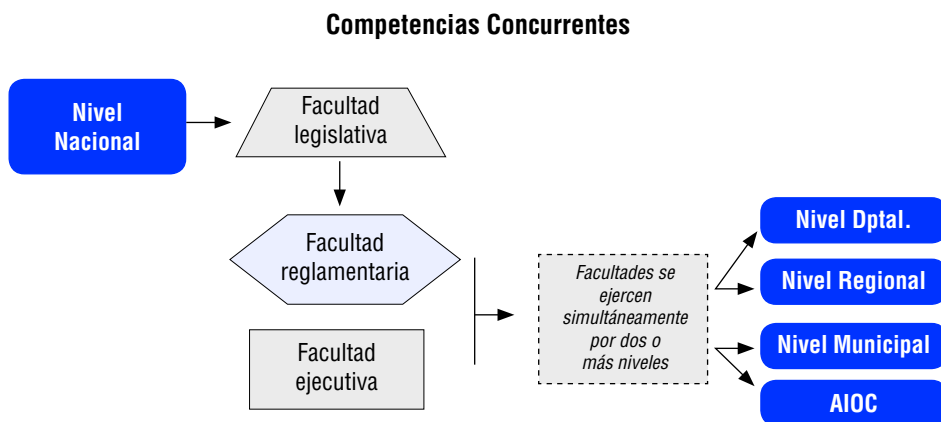 Competencias Concurrentes
Nivel
Nacional
Facultad
legislativa
Facultad
reglamentaria
Facultad
ejecutiva
Facultades se
ejercen
simultáneamente
por dos o
más niveles
Nivel Dptal.
Nivel Regional
Nivel Municipal
AIOC